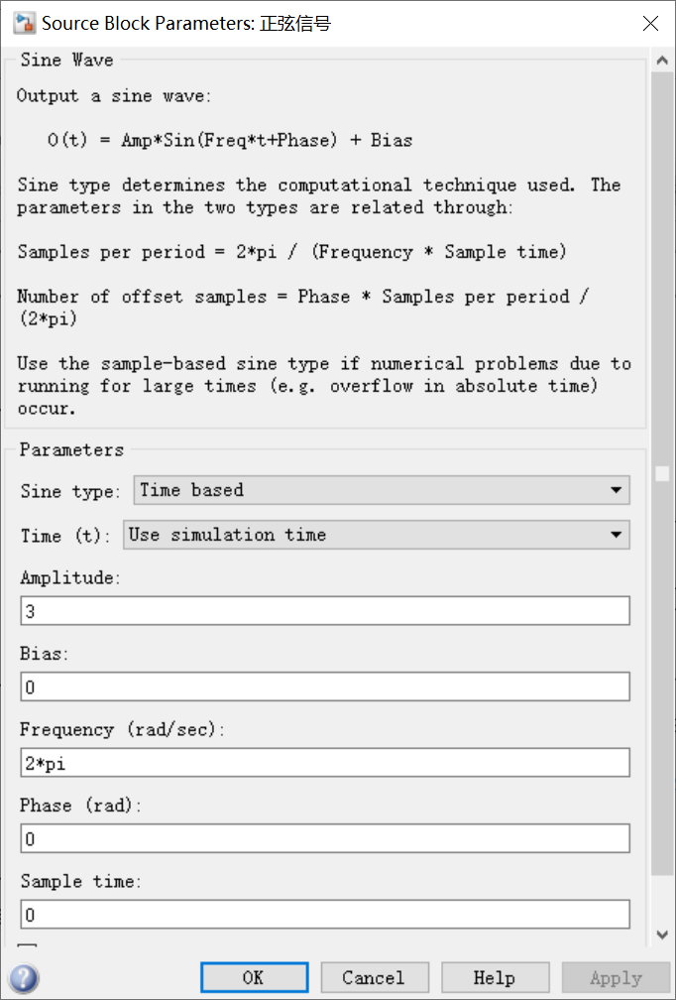 Source Block Parameters: 正弦信号
Sine Wave
Output a sine wave:
O(t) = Amp*Sin(Freq*t+Phase) + Bias
Sine type determines the computational technique used. The
parameters in the two types are related through:
Samples per period = 2*pi / (Frequency * Sample time)
Number of offset samples = Phase * Samples per period /
(2*pi)
Use the sample-based sine type if numerical problems due to
running for large times (e.g. overflow in absolute time)
occur.
Parameters
Sine type: Time based
Time (t): Use simulation time
Amplitude:
3
Bias:
0
Frequency (rad/sec):
2*pi
Phase (rad):
0
Sample time:
0
? OK Cancel Help Apply